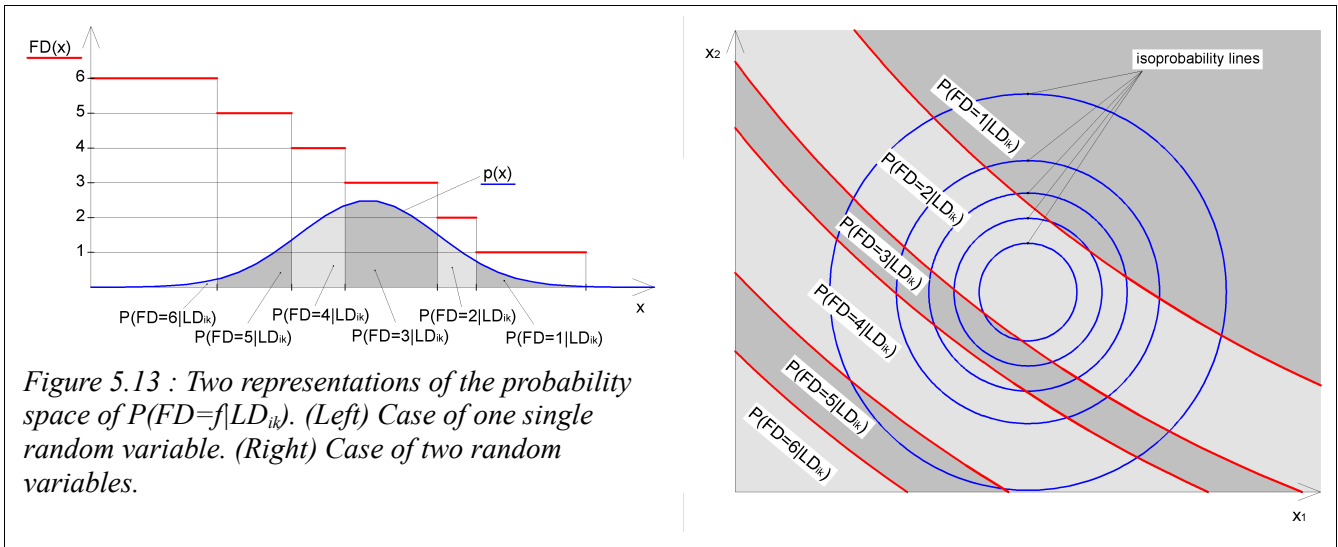 FD(x)
6
5
4
3
2
1
p(x)
x
P(FD=6|LDik)
P(FD=5|LDik)
P(FD=4|LDik)
P(FD=3|LDik)
P(FD=2|LDik)
P(FD=1|LDik)
Figure 5.13 : Two representations of the probability
space of P(FD=f|LDik). (Left) Case of one single
random variable. (Right) Case of two random
variables.
x2
isoprobability lines
P(FD=1|LDik)
P(FD=2|LDik)
P(FD=3|LDik)
P(FD=4|LDik)
P(FD=5|LDik)
P(FD=6|LDik)
x1